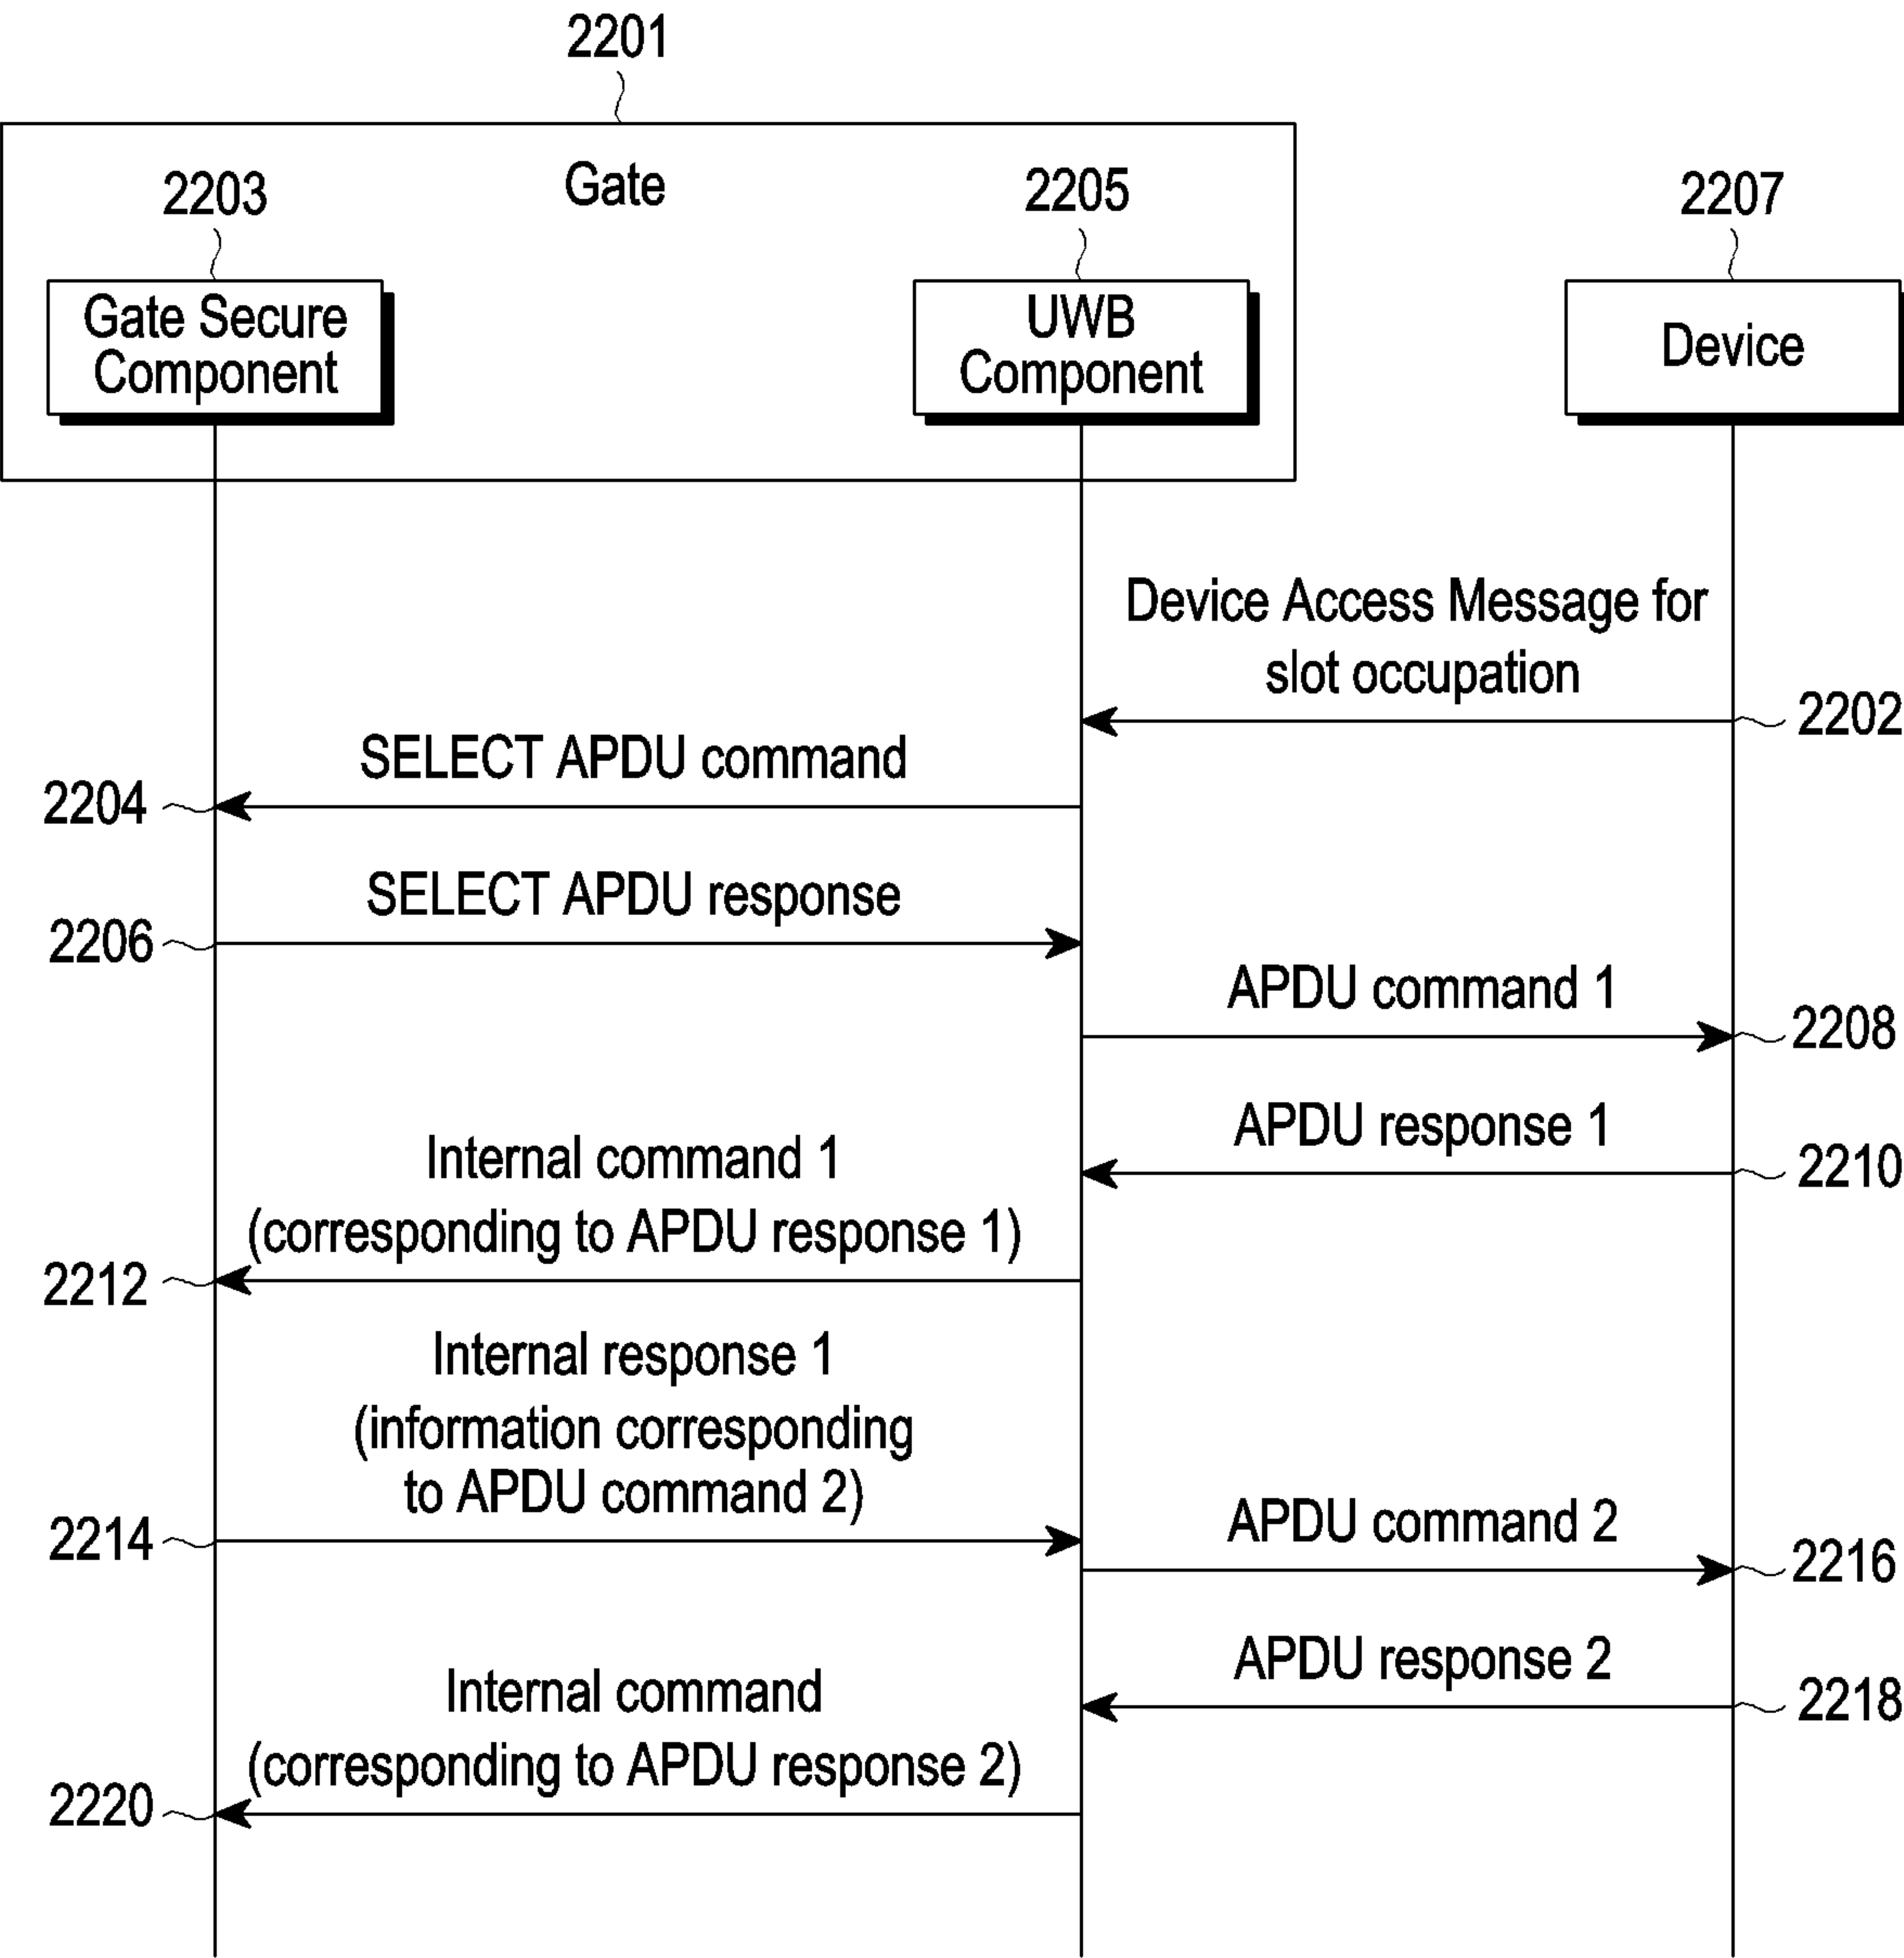 2201
Gate
2203
2205
2207
Gate Secure
Component
UWB
Component
Device
Device Access Message for
slot occupation
2202
SELECT APDU command
2204
SELECT APDU response
2206
APDU command 1
2208
APDU response 1
2210
Internal command 1
(corresponding to APDU response 1)
2212
Internal response 1
(information corresponding
to APDU command 2)
2214
APDU command 2
2216
APDU response 2
2218
Internal command
(corresponding to APDU response 2)
2220